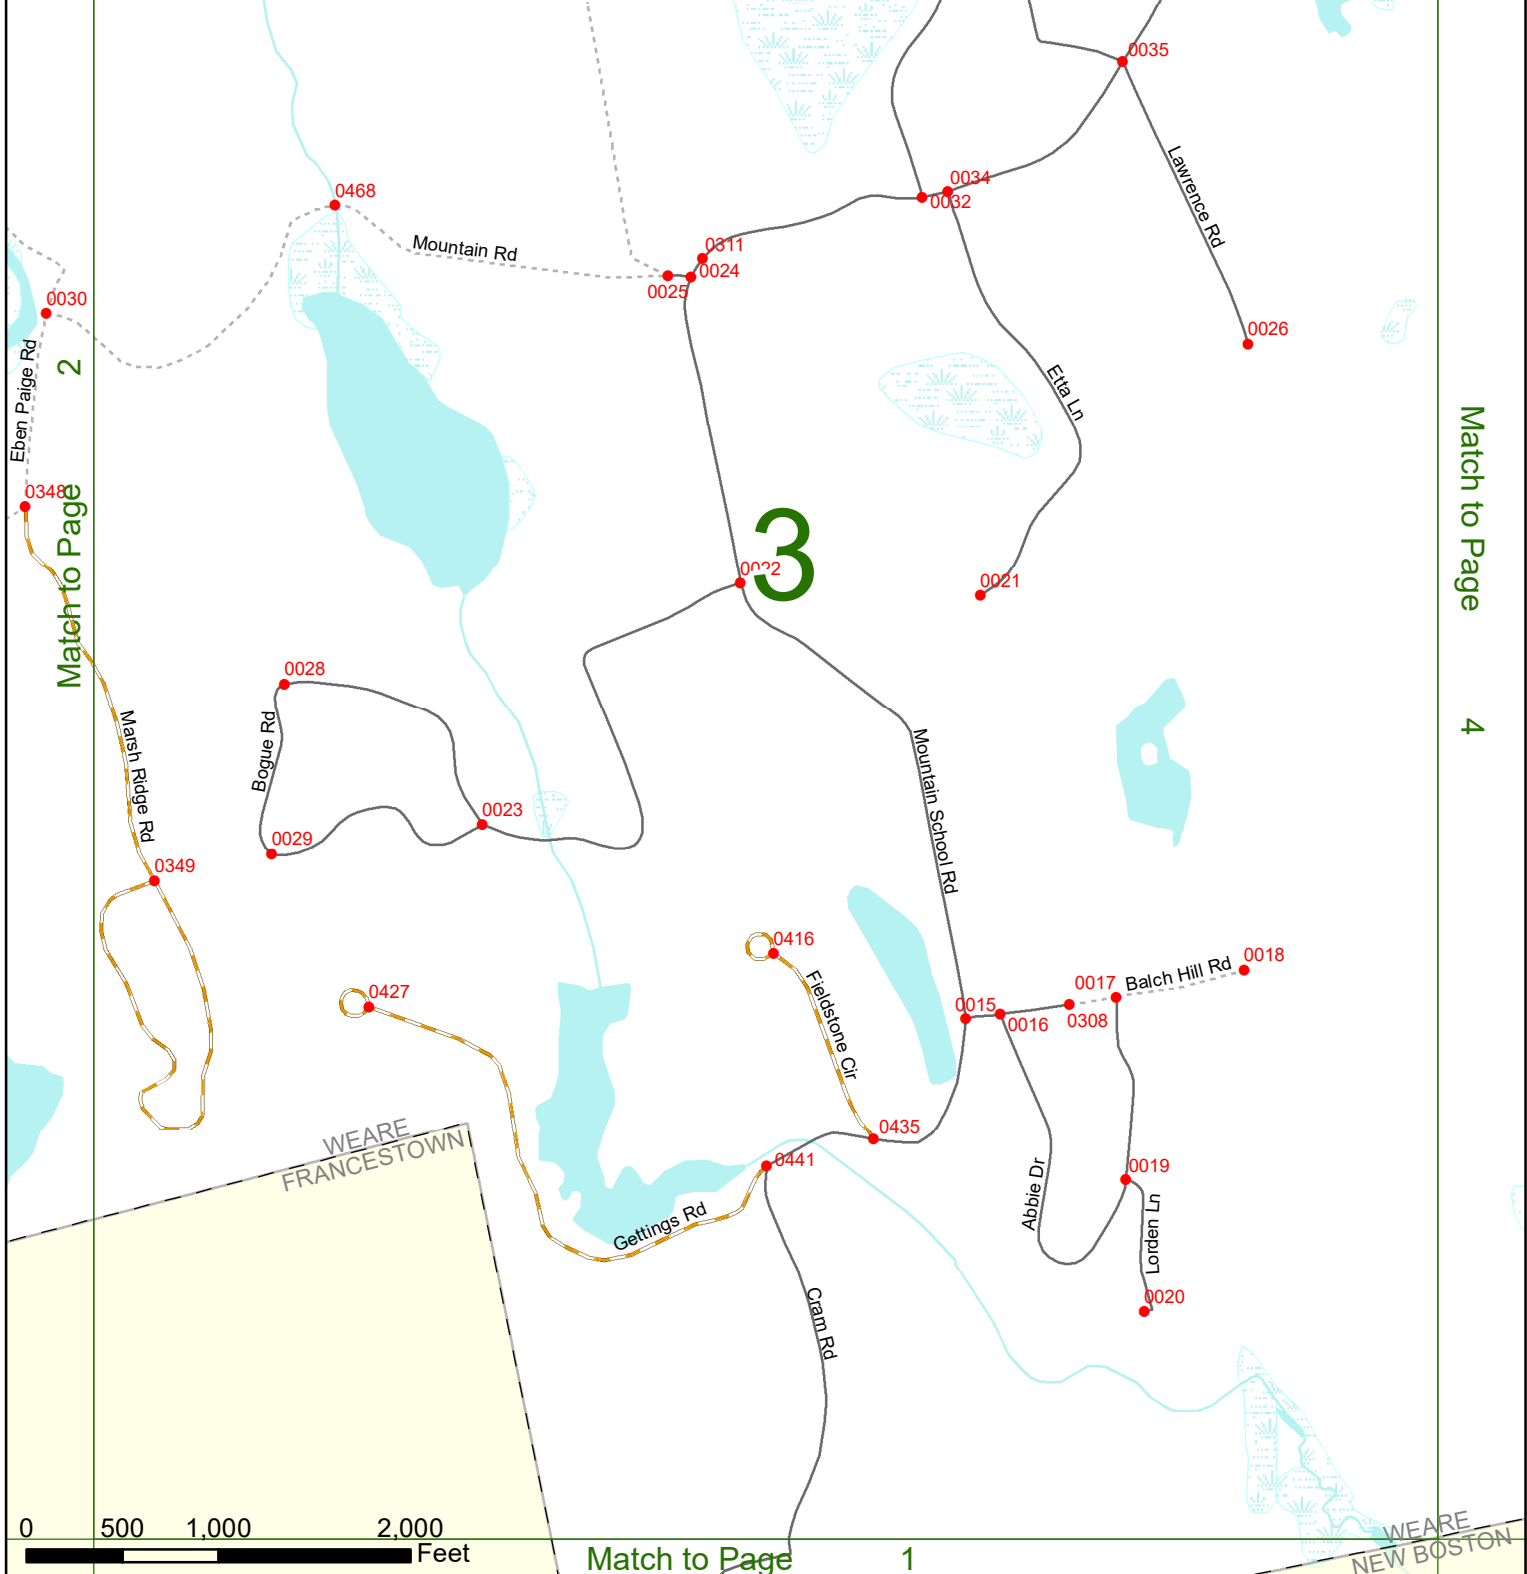 0035
Lawrence Rd
0468
0034
0032
Mountain Rd
0311
0024
0025
0030
0026
2
Eben Paige Rd
Etta Ln
Match to Page
4
0348
Match to Page
3
0021
0028
Bogue Rd
Marsh Ridge Rd
Mountain School Rd
0023
0029
0349
0416
0018
Balch Hill Rd
0017
0427
Fieldstone Cir
0015
0016
0308
0435
WEARE
FRANCESTOWN
0441
0019
Abbie Dr
Lorden Ln
Gettings Rd
0020
Cram Rd
0 500 1,000 2,000
Feet
WEARE
NEW BOSTON
Match to Page 1